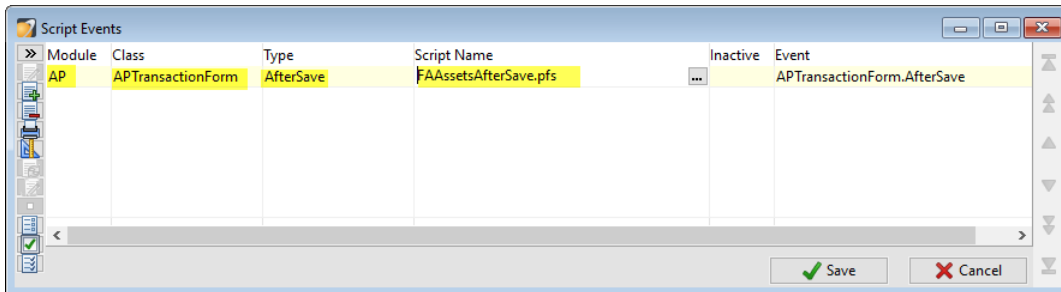 Script Events
Module Class Type Script Name Inactive Event
AP APTransactionForm AfterSave FAAssetsAfterSave.pfs ... APTransactionForm.AfterSave
Save Cancel